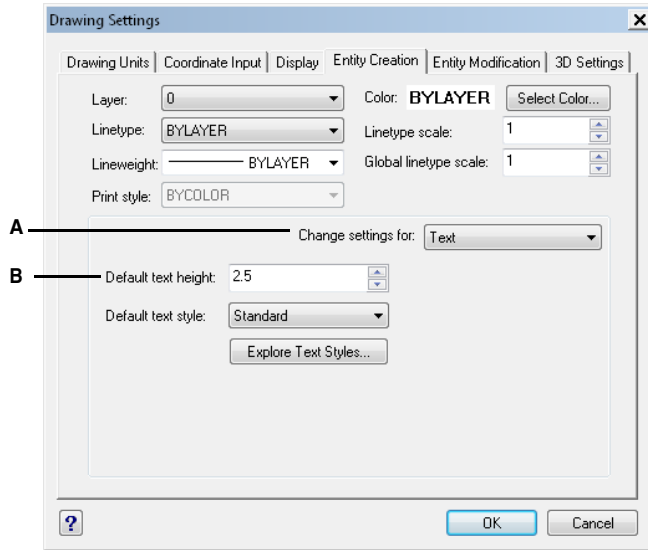 Drawing Settings
Drawing Units Coordinate Input Display Entity Creation Entity Modification 3D Settings
Layer: 0 Color: BYLAYER Select Color...
Linetype: BYLAYER Linetype scale: 1
Lineweight: BYLAYER Global linetype scale: 1
Print style: BYCOLOR
A Change settings for: Text
B Default text height: 2.5
Default text style: Standard
Explore Text Styles...
? OK Cancel